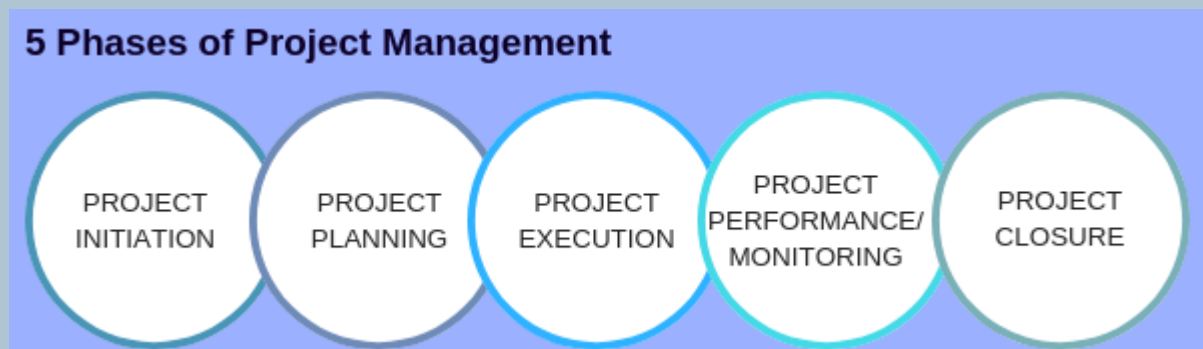 5 Phases of Project Management
PROJECT
INITIATION
PROJECT
PLANNING
PROJECT
EXECUTION
PROJECT
PERFORMANCE/
MONITORING
PROJECT
CLOSURE